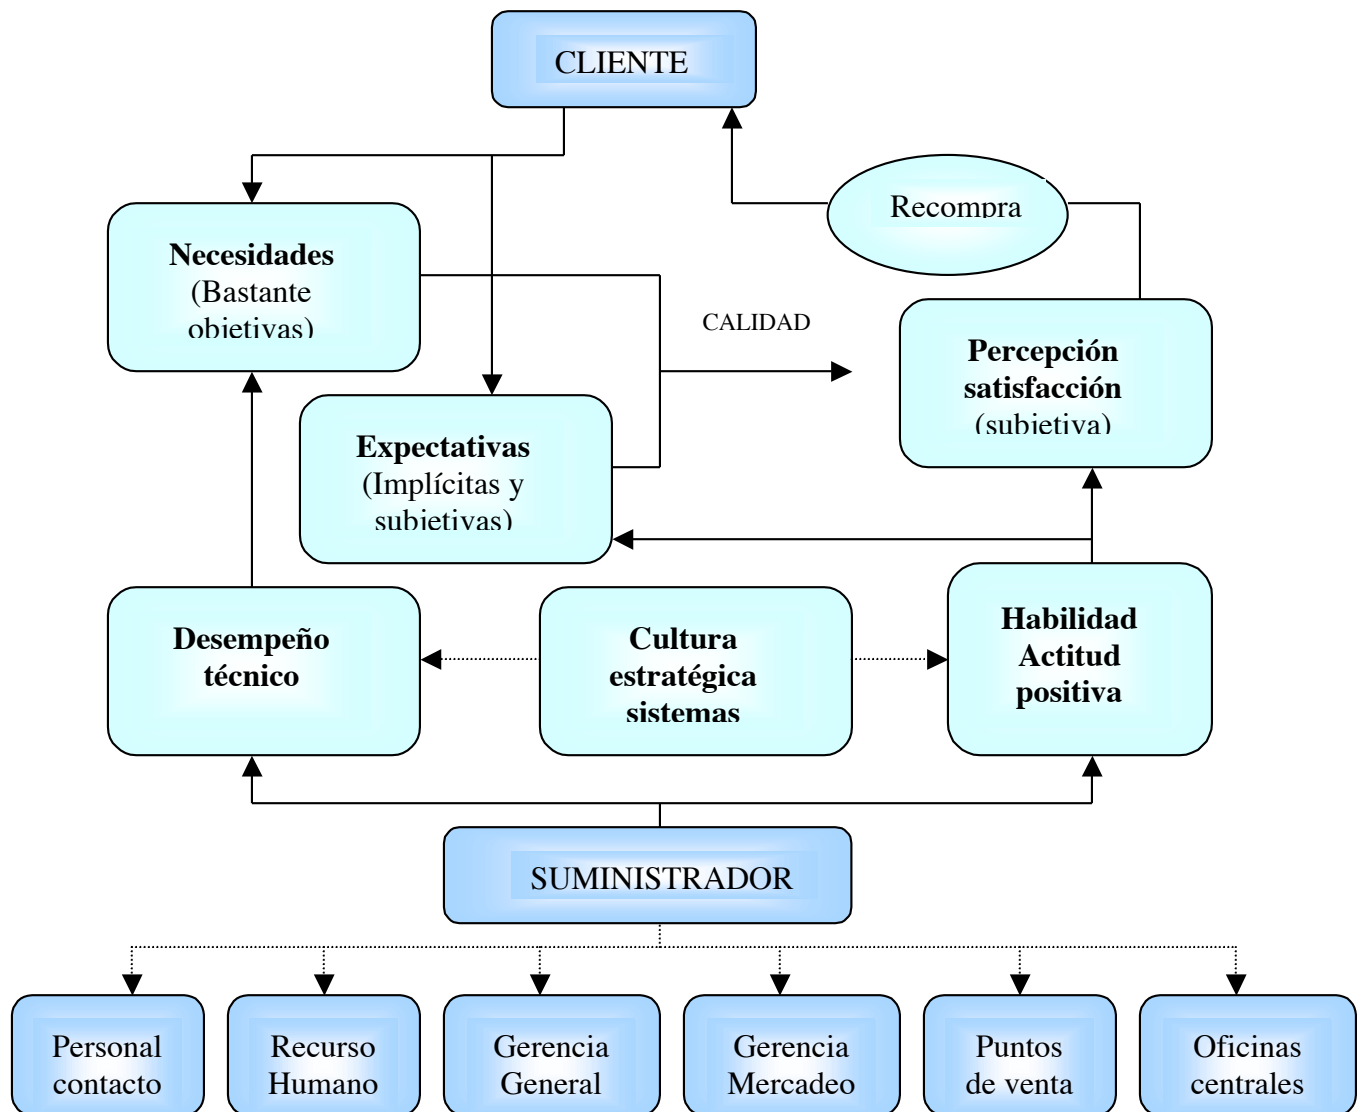 CLIENTE
Recompra
Necesidades
(Bastante
objetivas)
CALIDAD
Percepción
satisfacción
(subjetiva)
Expectativas
(Implícitas y
subjetivas)
Desempeño
técnico
Cultura
estratégica
sistemas
Habilidad
Actitud
positiva
SUMINISTRADOR
Personal
contacto
Recurso
Humano
Gerencia
General
Gerencia
Mercadeo
Puntos
de venta
Oficinas
centrales